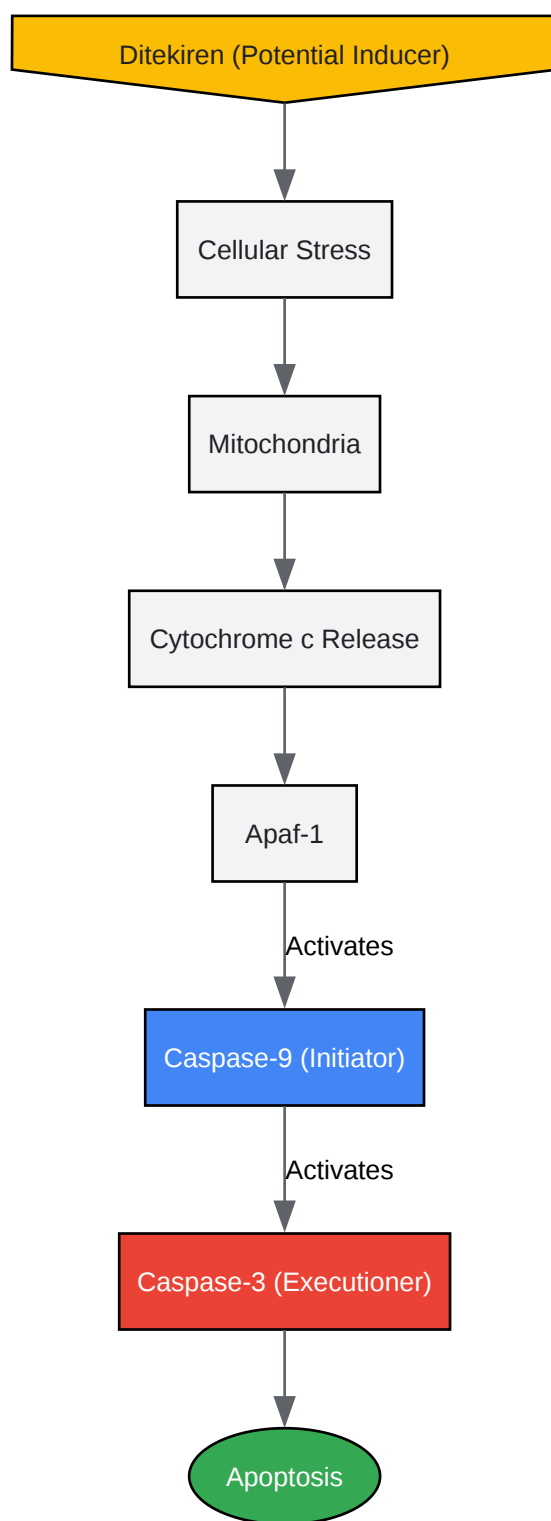 Ditekiren (Potential Inducer)
Cellular Stress
Mitochondria
Cytochrome c Release
Apaf-1
Activates
Caspase-9 (Initiator)
Activates
Caspase-3 (Executioner)
Apoptosis